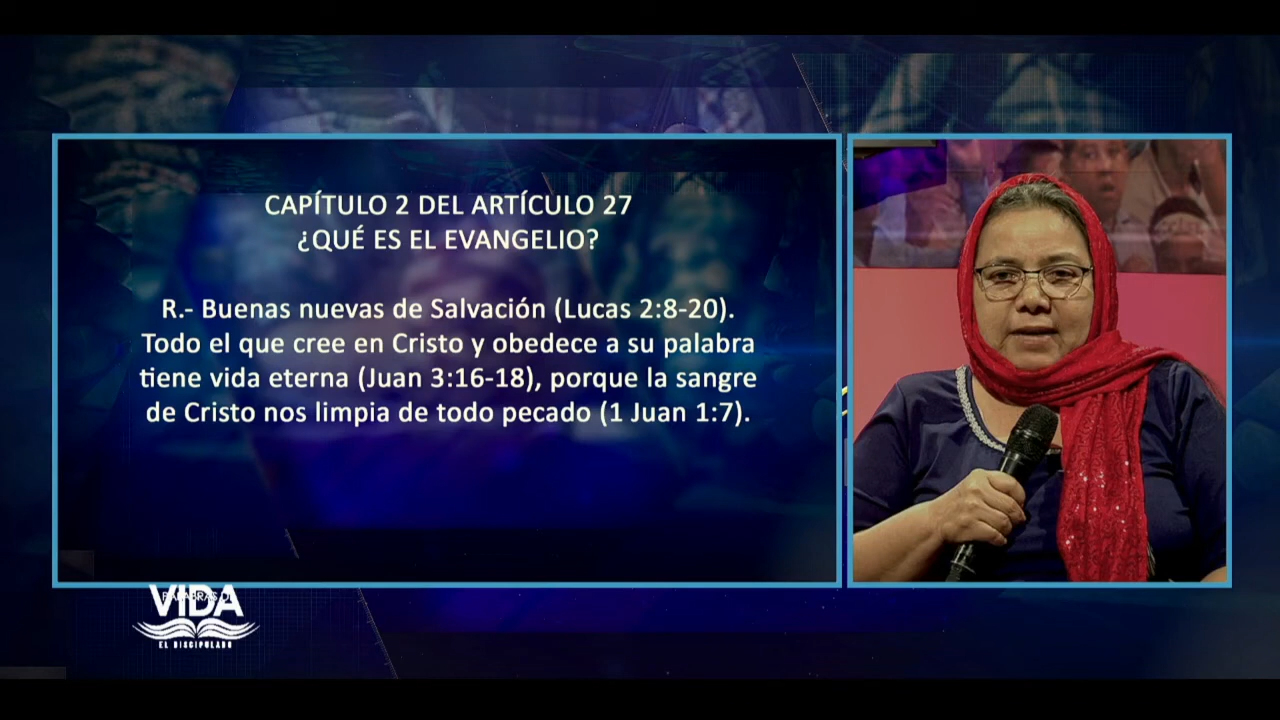 CAPÍTULO 2 DEL ARTÍCULO 27
¿QUÉ ES EL EVANGELIO?
R.- Buenas nuevas de Salvación (Lucas 2:8-20).
Todo el que cree en Cristo y obedece a su palabra
tiene vida eterna (Juan 3:16-18), porque la sangre
de Cristo nos limpia de todo pecado (1 Juan 1:7).
PALABRAS DE
VIDA
EL DISCIPULADO